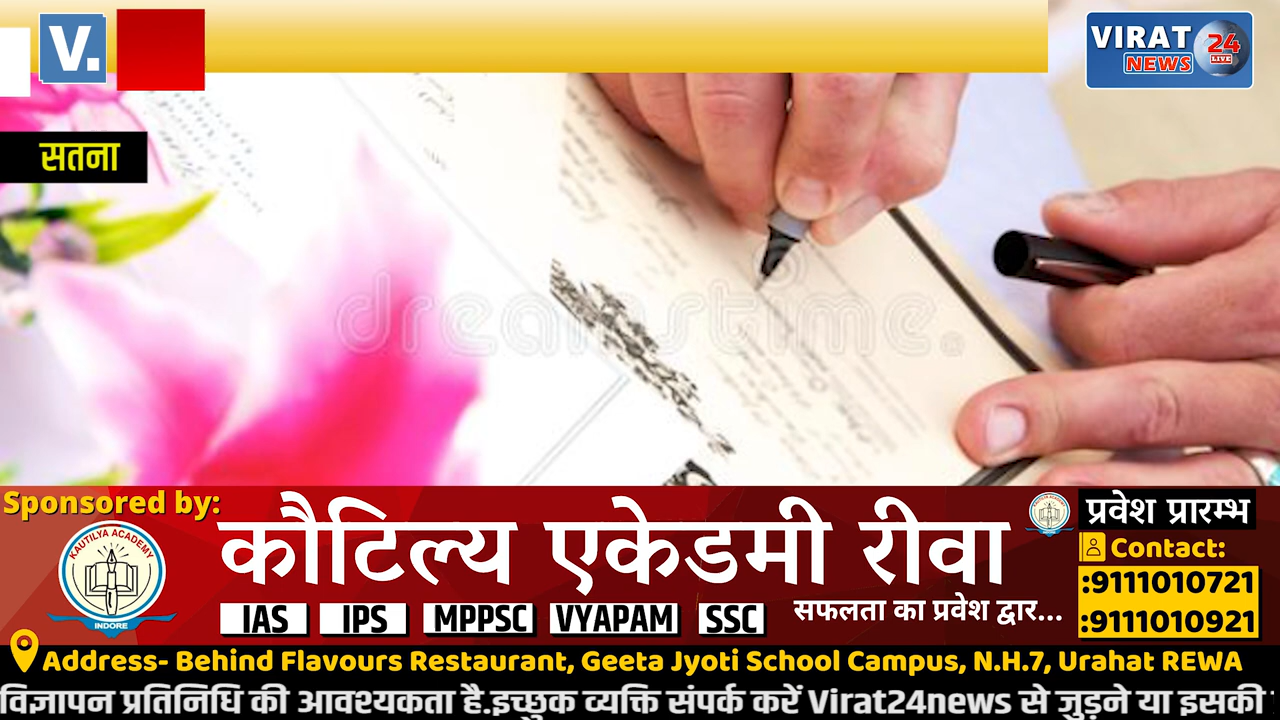 V.
VIRAT
24
NEWS
LIVE
सतना
dreamstime.
Sponsored by:
KAUTILYA ACADEMY
INDORE
कौटिल्य एकेडमी रीवा
IAS IPS MPPSC VYAPAM SSC
सफलता का प्रवेश द्वार...
प्रवेश प्रारम्भ
Contact:
:9111010721
:9111010921
Address- Behind Flavours Restaurant, Geeta Jyoti School Campus, N.H.7, Urahat REWA
विज्ञापन प्रतिनिधि की आवश्यकता है.इच्छुक व्यक्ति संपर्क करें Virat24news से जुड़ने या इसकी